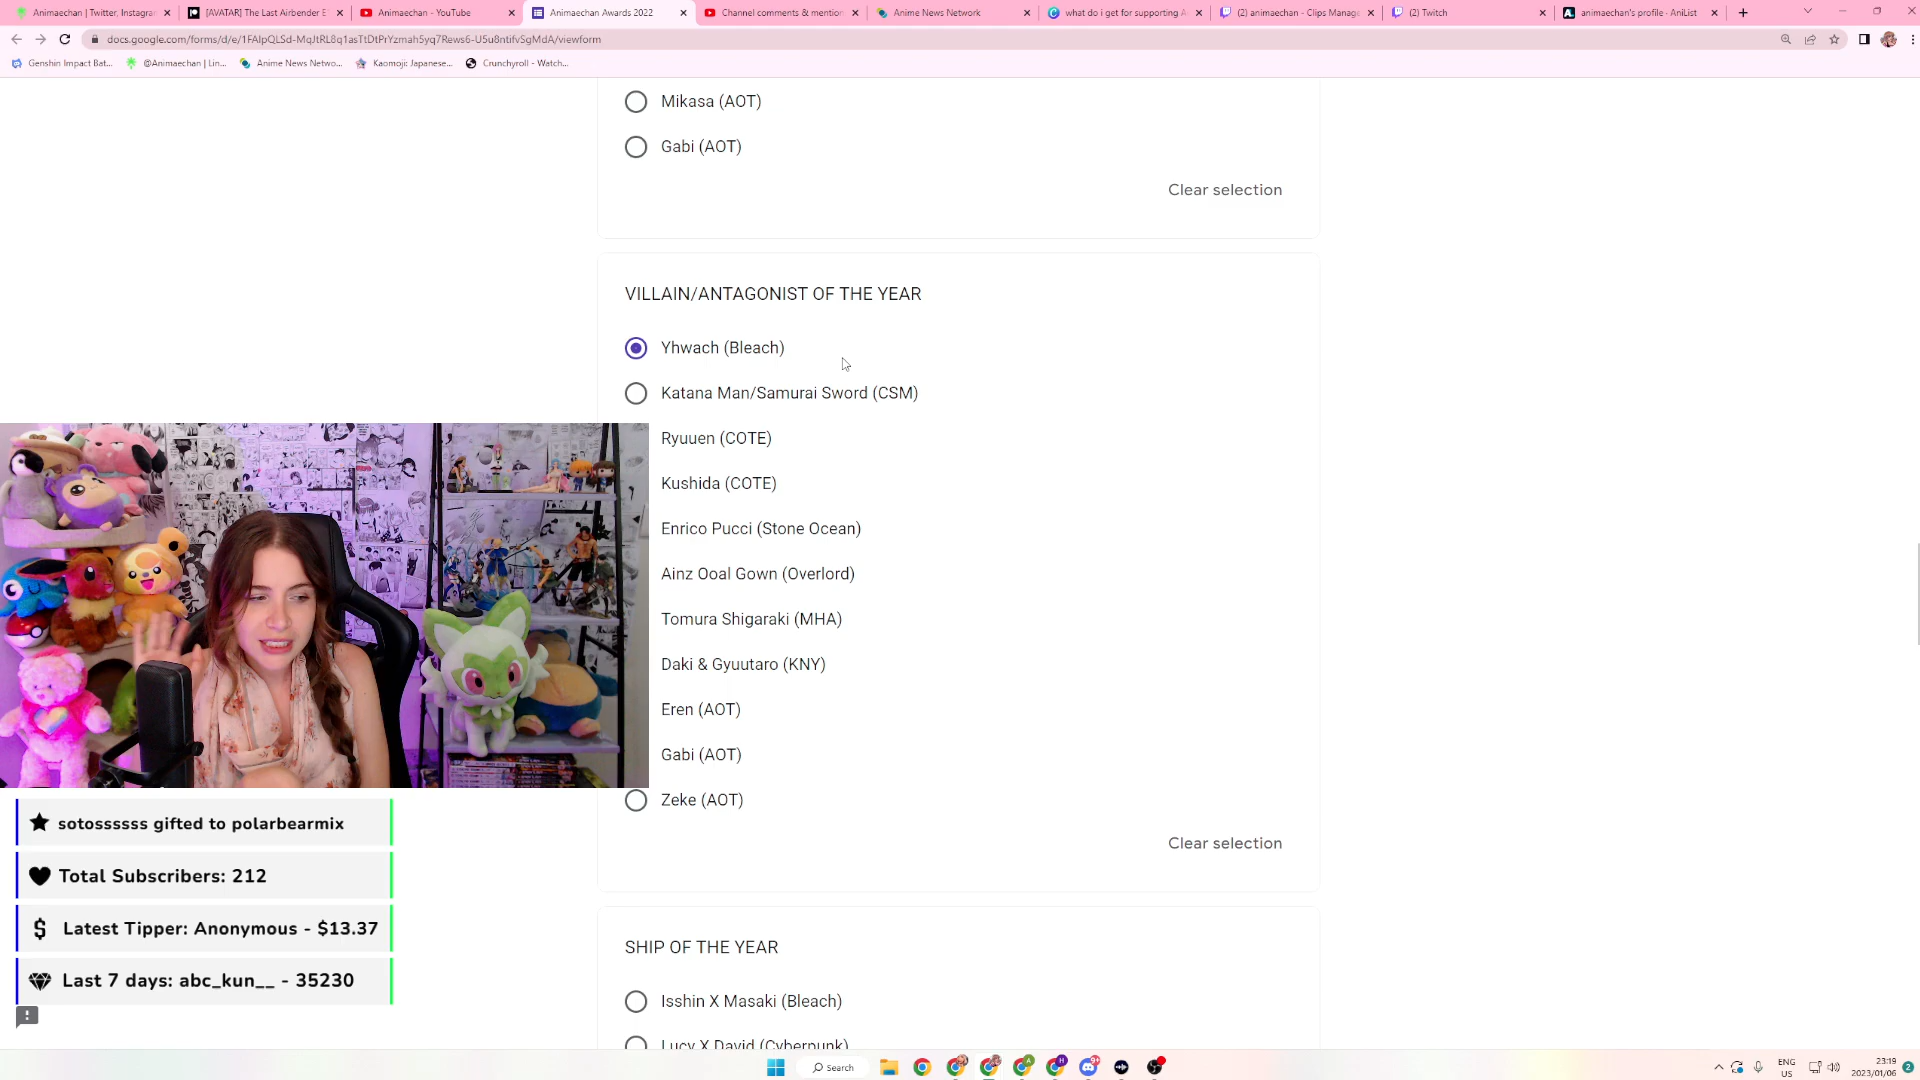 Animaechan | Twitter, Instagra
[AVATAR] The Last Airbender E
Animaechan - YouTube
Animaechan Awards 2022
Channel comments & mention
Anime News Network
what do i get for supporting A
(2) animaechan - Clips Manag
(2) Twitch
animaechan's profile · AniList
docs.google.com/forms/d/e/1FAIpQLSd-MqJtRL8q1asTtDtPrYzmah5yq7Rews6-U5u8ntifvSgMdA/viewform
Genshin Impact Bat...
@Animaechan | Lin...
Anime News Netwo...
Kaomoji: Japanese...
Crunchyroll - Watch...
Mikasa (AOT)
Gabi (AOT)
Clear selection
VILLAIN/ANTAGONIST OF THE YEAR
Yhwach (Bleach)
Katana Man/Samurai Sword (CSM)
Ryuuen (COTE)
Kushida (COTE)
Enrico Pucci (Stone Ocean)
Ainz Ooal Gown (Overlord)
Tomura Shigaraki (MHA)
Daki & Gyuutaro (KNY)
Eren (AOT)
Gabi (AOT)
Zeke (AOT)
Clear selection
sotossssss gifted to polarbearmix
Total Subscribers: 212
Latest Tipper: Anonymous - $13.37
Last 7 days: abc_kun__ - 35230
SHIP OF THE YEAR
Isshin X Masaki (Bleach)
Lucy X David (Cyberpunk)
Search
ENG
US
23:19
2023/01/06
2